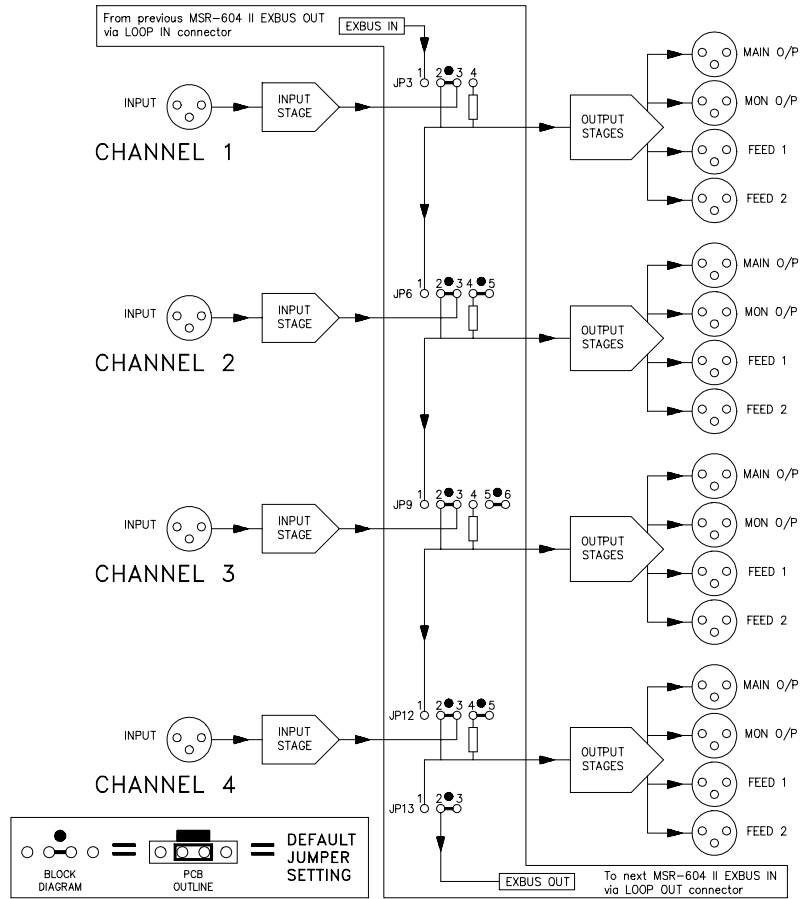 From previous MSR-604 II EXBUS OUT
via LOOP IN connector
EXBUS IN
JP3 1 2 3 4
INPUT
INPUT
STAGE
CHANNEL 1
OUTPUT
STAGES
MAIN O/P
MON O/P
FEED 1
FEED 2
JP6 1 2 3 4 5
INPUT
INPUT
STAGE
CHANNEL 2
OUTPUT
STAGES
MAIN O/P
MON O/P
FEED 1
FEED 2
JP9 1 2 3 4 5 6
INPUT
INPUT
STAGE
CHANNEL 3
OUTPUT
STAGES
MAIN O/P
MON O/P
FEED 1
FEED 2
JP12 1 2 3 4 5
INPUT
INPUT
STAGE
CHANNEL 4
OUTPUT
STAGES
MAIN O/P
MON O/P
FEED 1
FEED 2
JP13 1 2 3
BLOCK
DIAGRAM
=
PCB
OUTLINE
=
DEFAULT
JUMPER
SETTING
EXBUS OUT
To next MSR-604 II EXBUS IN
via LOOP OUT connector